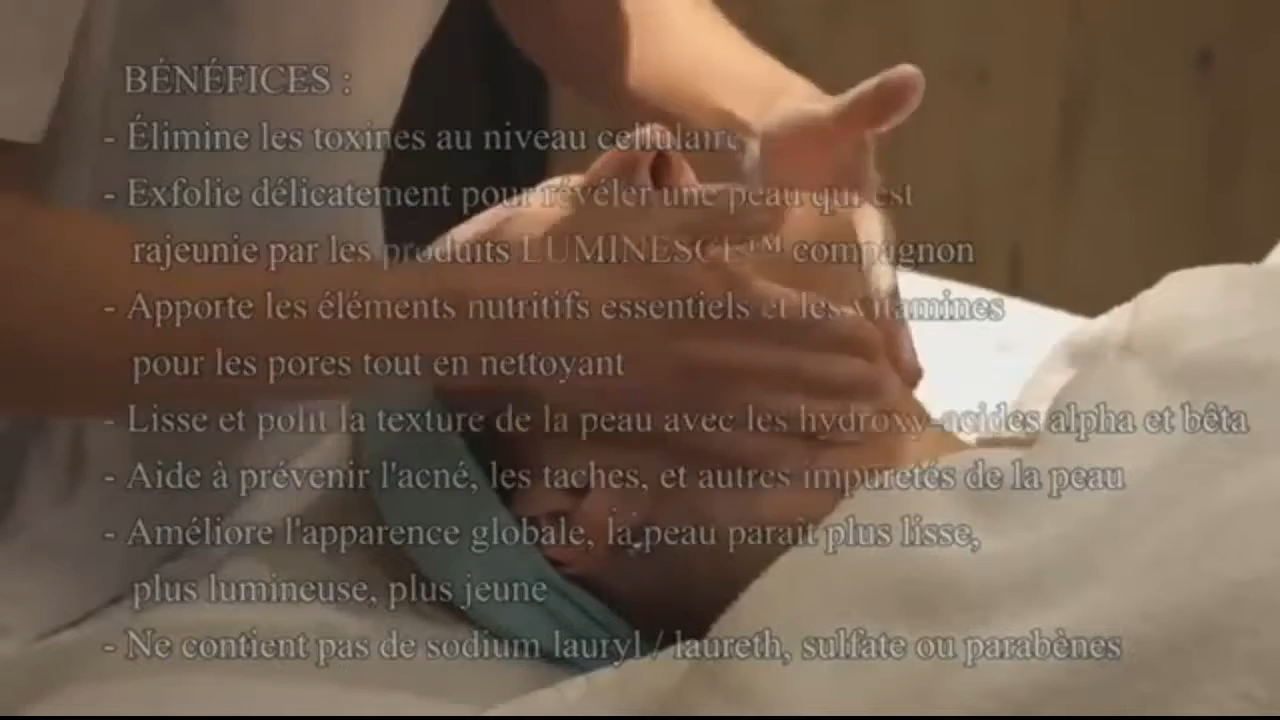 BÉNÉFICES :
- Élimine les toxines au niveau cellulaire
- Exfolie délicatement pour révéler une peau qui est
rajeunie par les produits LUMINESCE™ compagnon
- Apporte les éléments nutritifs essentiels et les vitamines
pour les pores tout en nettoyant
- Lisse et polit la texture de la peau avec les hydroxy-acides alpha et bêta
- Aide à prévenir l'acné, les taches, et autres impuretés de la peau
- Améliore l'apparence globale, la peau parait plus lisse,
plus lumineuse, plus jeune
- Ne contient pas de sodium lauryl / laureth, sulfate ou parabènes